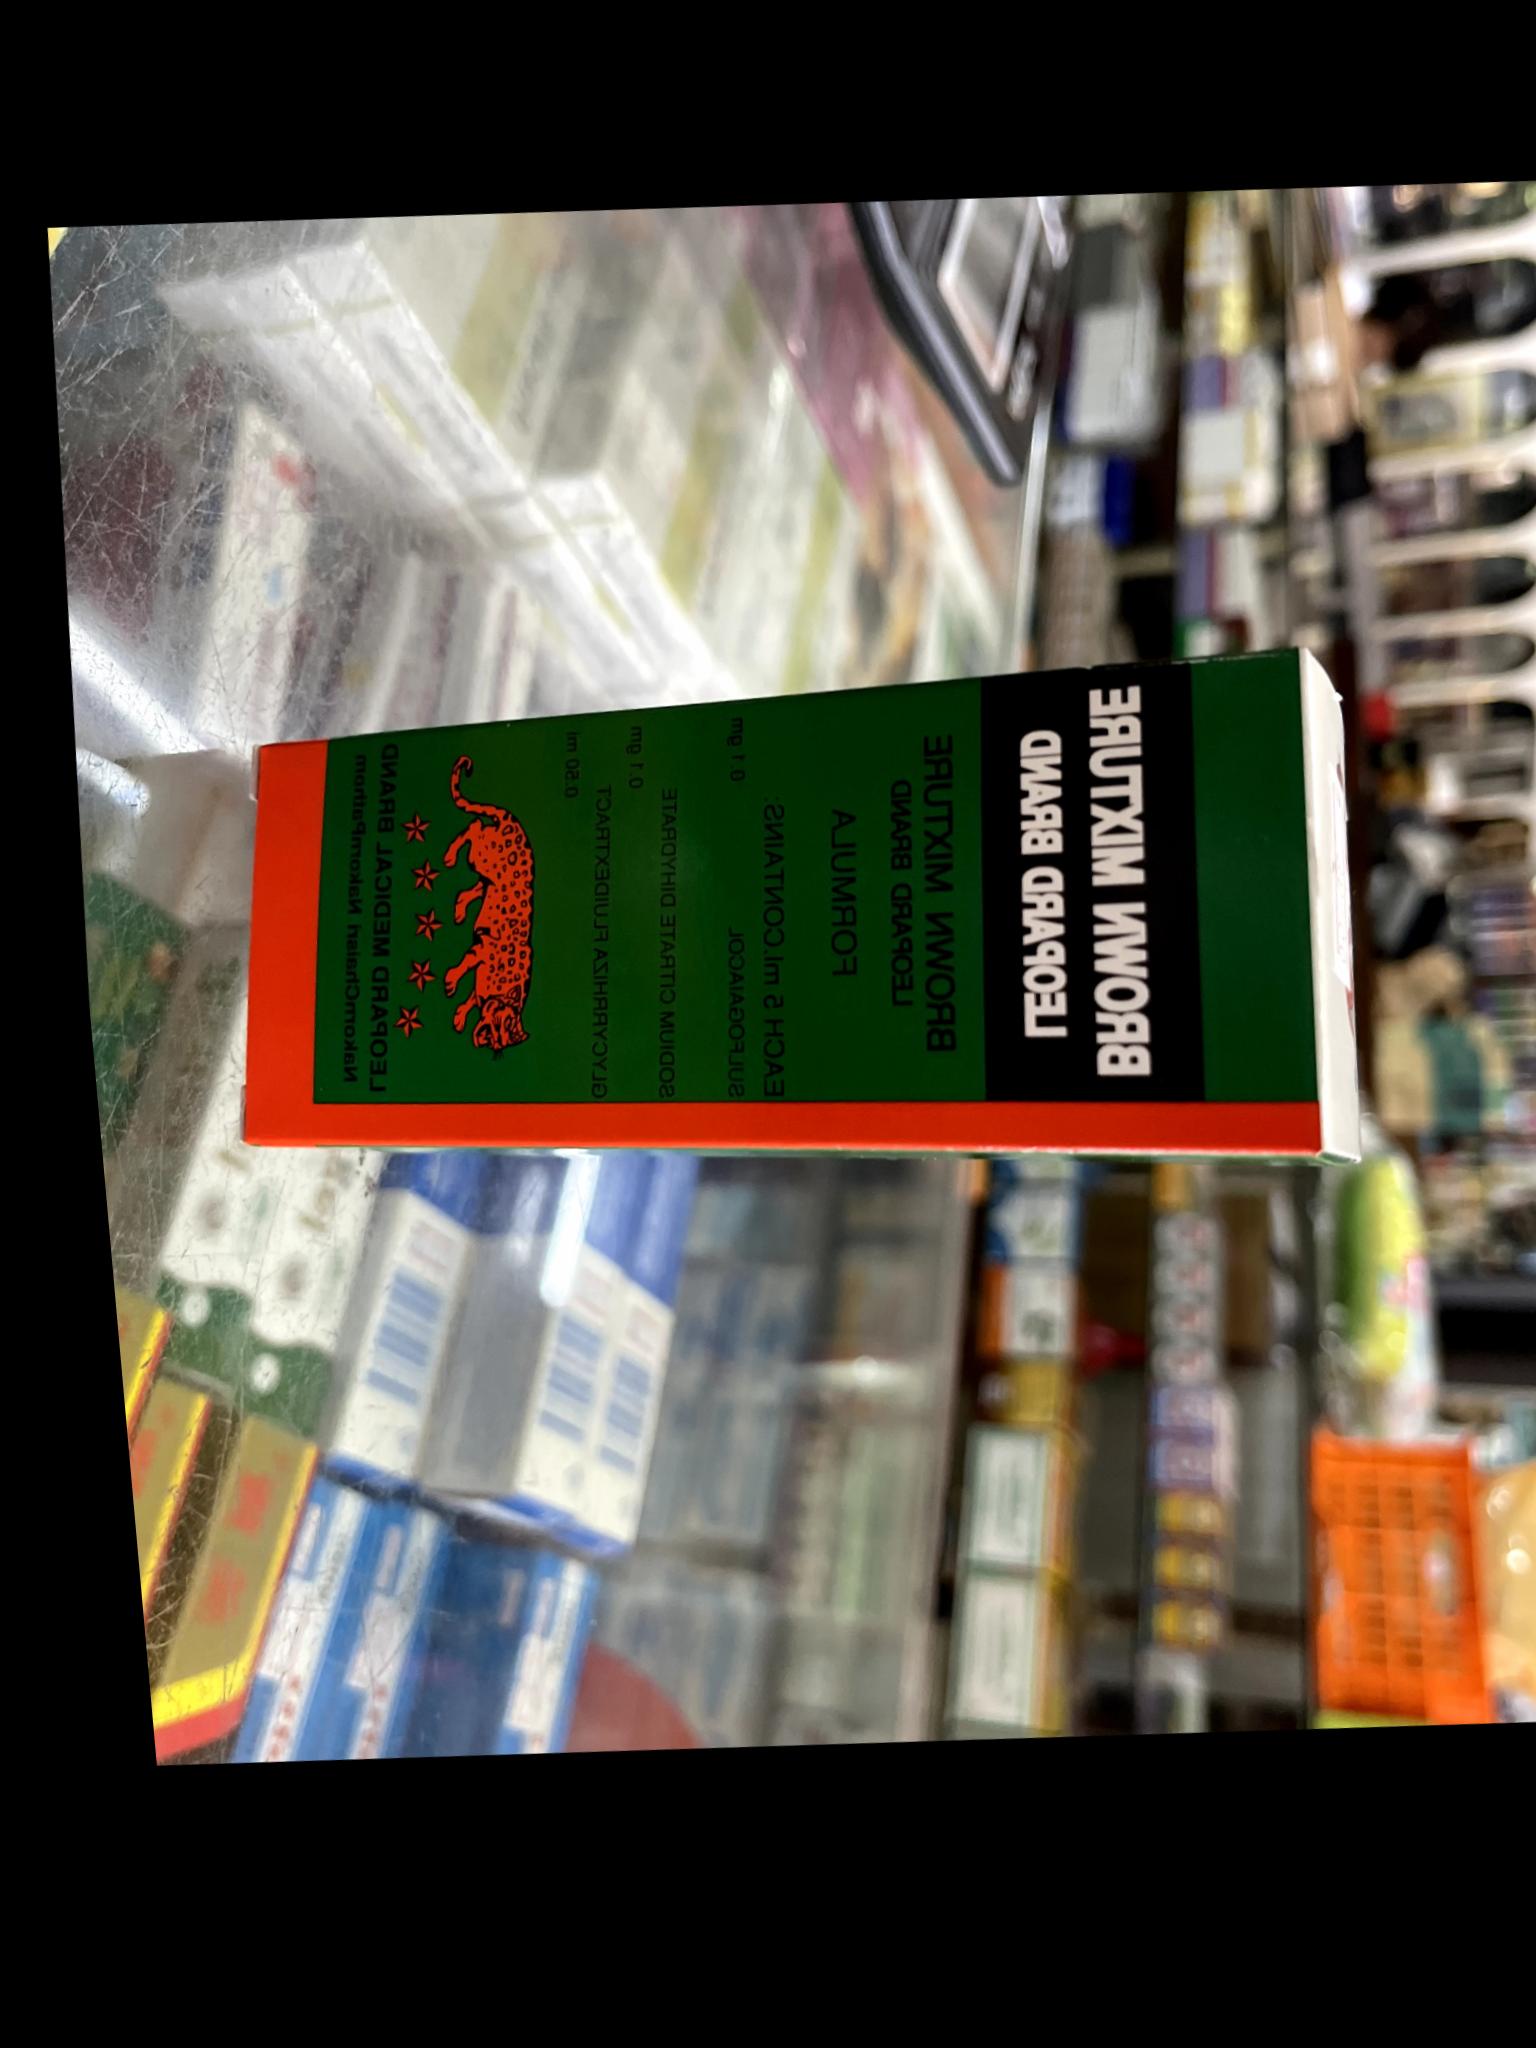 BROWN MIXTURE
LEOPARD BRAND
BROWN MIXTURE
LEOPARD BRAND
FORMULA
EACH 5 ml.CONTAINS:
SULFOGAIACOL 0.1 gm
SODIUM CITRATE DIHYDRATE 0.1 gm
GLYCYRRHIZA FLUIDEXTRACT 0.50 ml
LEOPARD MEDICAL BRAND
NakornChaisri NakornPathom